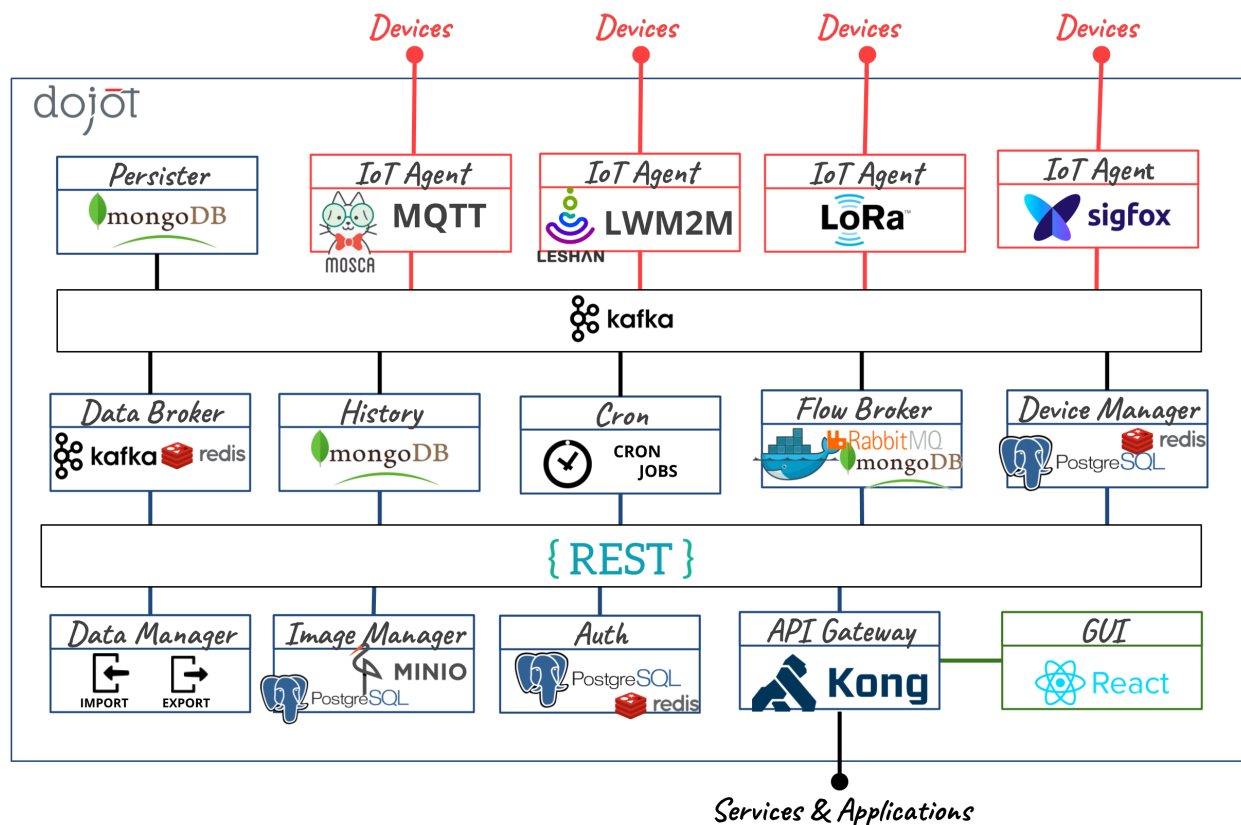 Devices
Devices
Devices
Devices
dojot
Persister
mongoDB
IoT Agent
MQTT
MOSCA
IoT Agent
LWM2M
LESHAN
IoT Agent
LoRa™
IoT Agent
sigfox
kafka
Data Broker
kafka
redis
History
mongoDB
Cron
CRON
JOBS
Flow Broker
RabbitMQ
mongoDB
Device Manager
redis
PostgreSQL
{ REST }
Data Manager
IMPORT
EXPORT
Image Manager
MINIO
PostgreSQL
Auth
PostgreSQL
redis
API Gateway
Kong
GUI
React
Services & Applications